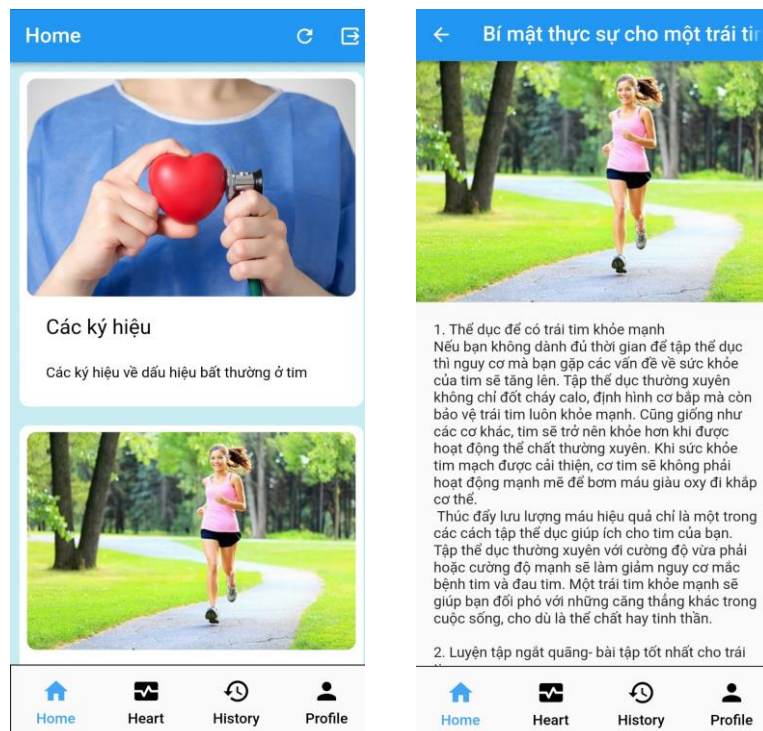 Home
Các ký hiệu
Các ký hiệu về dấu hiệu bất thường ở tim
Home Heart History Profile
Bí mật thực sự cho một trái
1. Thể dục để có trái tim khỏe mạnh
Nếu bạn không dành đủ thời gian để tập thể dục
thì nguy cơ mà bạn gặp các vấn đề về sức khỏe
của tim sẽ tăng lên. Tập thể dục thường xuyên
không chỉ đốt cháy calo, định hình cơ bắp mà còn
bảo vệ trái tim luôn khỏe mạnh. Cũng giống như
các cơ khác, tim sẽ trở nên khỏe hơn khi được
hoạt động thể chất thường xuyên. Khi sức khỏe
tim mạch được cải thiện, cơ tim sẽ không phải
hoạt động mạnh mẽ để bơm máu giàu oxy đi khắp
cơ thể.
Thúc đẩy lưu lượng máu hiệu quả chỉ là một trong
các cách tập thể dục giúp ích cho tim của bạn.
Tập thể dục thường xuyên với cường độ vừa phải
hoặc cường độ mạnh sẽ làm giảm nguy cơ mắc
bệnh tim và đau tim. Một trái tim khỏe mạnh sẽ
giúp bạn đối phó với những căng thẳng khác trong
cuộc sống, cho dù là thể chất hay tinh thần.
2. Luyện tập ngắt quãng- bài tập tốt nhất cho trái
Home Heart History Profile